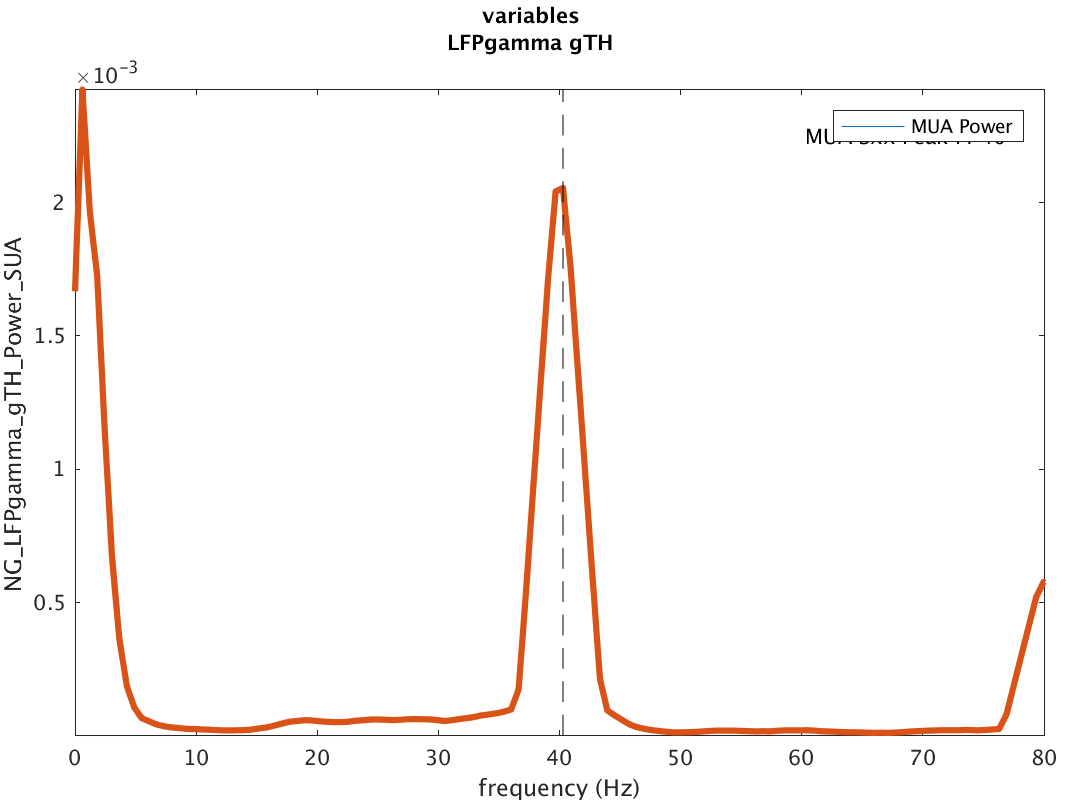 variables
LFPgamma gTH
×10⁻³
MUA Power
MUA
2
1.5
1
0.5
NG_LFPgamma_gTH_Power_SUA
0 10 20 30 40 50 60 70 80
frequency (Hz)